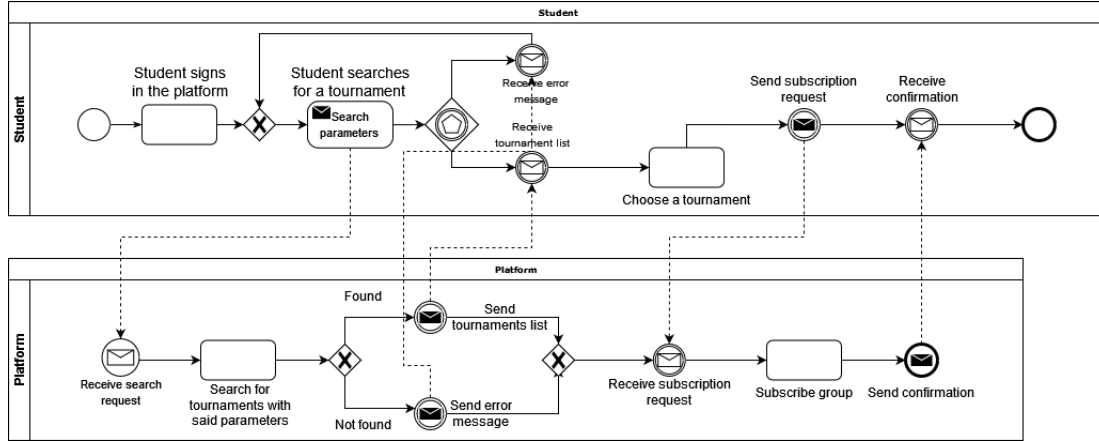 Student
Student
Student signs
in the platform
Student searches
for a tournament
Search
parameters
Receive error
message
Receive
tournament list
Choose a tournament
Send subscription
request
Receive
confirmation
Platform
Platform
Receive search
request
Search for
tournaments with
said parameters
Found
Not found
Send
tournaments list
Send error
message
Receive subscription
request
Subscribe group
Send confirmation